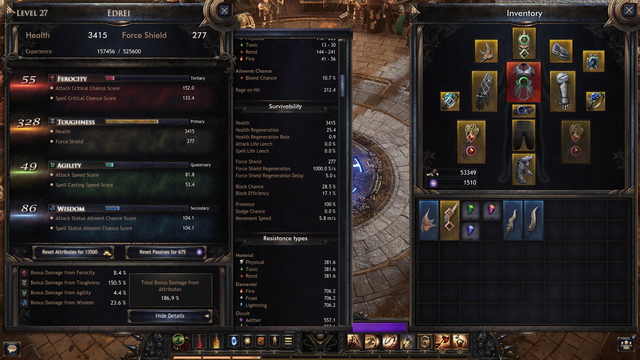 LEVEL 27
EDREI
Health 3415 Force Shield 277
Experience 157456 / 525600
55 FEROCITY Tertiary
Attack Critical Chance Score 152.0
Spell Critical Chance Score 133.4
328 TOUGHNESS Primary
Health 3415
Force Shield 277
49 AGILITY Quaternary
Attack Speed Score 81.8
Spell Casting Speed Score 53.4
86 WISDOM Secondary
Attack Status Ailment Chance Score 104.1
Spell Status Ailment Chance Score 104.1
Reset Attributes for 13500
Reset Passives for 675
Bonus Damage from Ferocity 8.4 %
Bonus Damage from Toughness 150.5 %
Bonus Damage from Agility 4.4 %
Bonus Damage from Wisdom 23.6 %
Total Bonus Damage from Attributes
186.9 %
Hide Details
Toxic 13 - 30
Rend 144 - 241
Fire 41 - 56
Ailments Chance
Bleed Chance 10.7 %
Rage on Hit 212.4
Survivability
Health 3415
Health Regeneration 25.4
Health Regeneration Rate 0.9
Attack Life Leech 0.0 %
Spell Life Leech 0.0 %
Force Shield 277
Force Shield Regeneration 1000.0 %/s
Force Shield Regeneration Delay 5.0 s
Block Chance 28.5 %
Block Efficiency 17.1 %
Presence 100 %
Dodge Chance 0.0 %
Movement Speed 5.8 m/s
Resistance types
Material
Physical 381.6
Toxic 381.6
Rend 381.6
Elemental
Fire 706.2
Frost 706.2
Lightning 706.2
Occult
Aether 557.1
Inventory
53349
1510